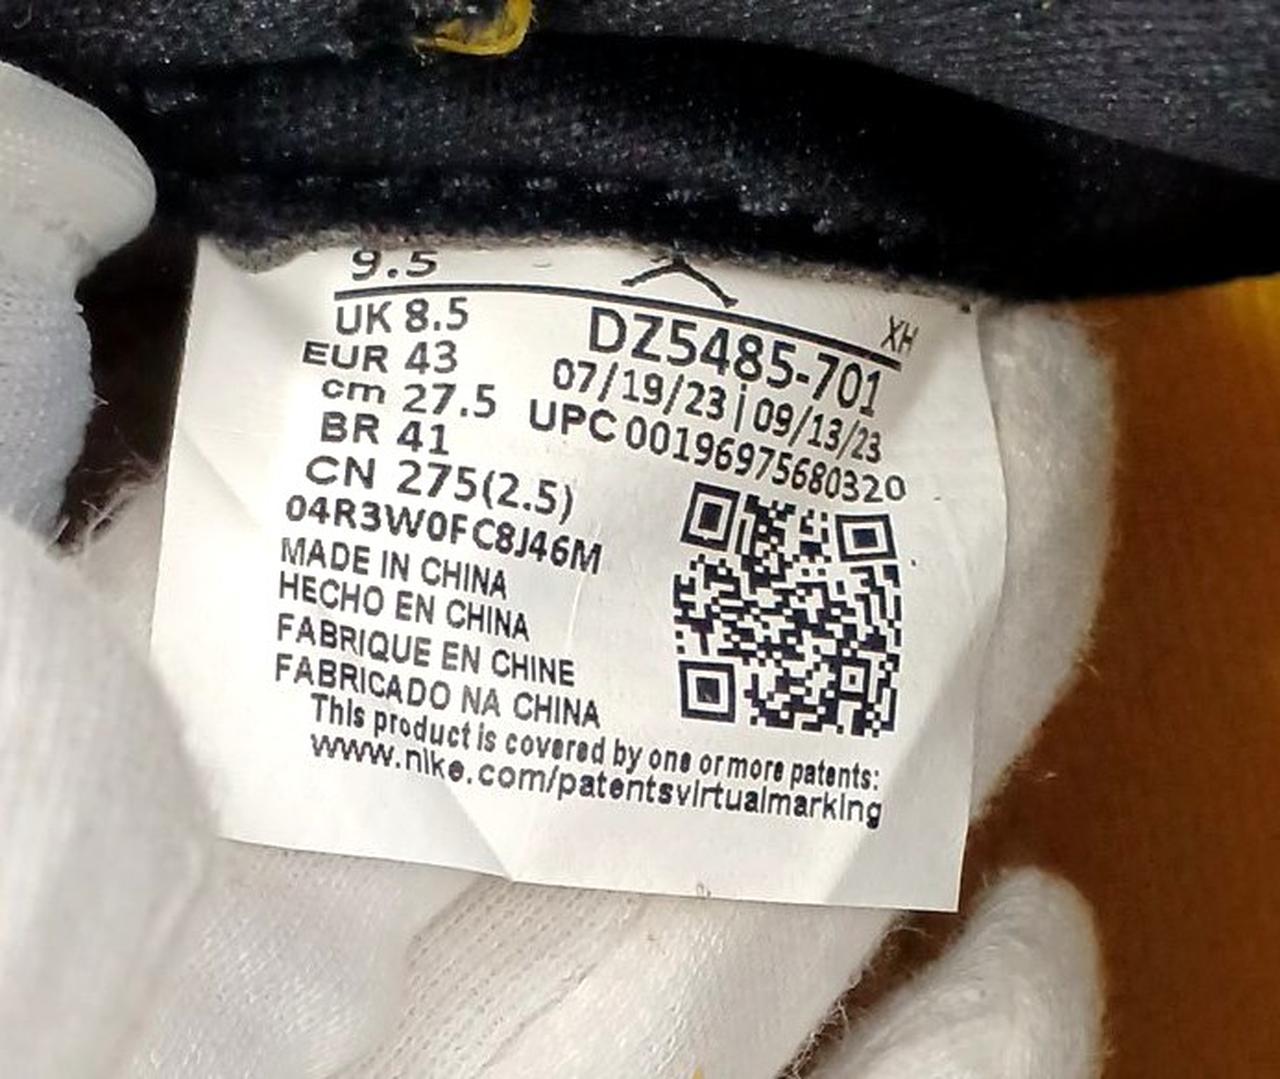 9.5
XH
UK 8.5
DZ5485-701
EUR 43
07/19/23 | 09/13/23
cm 27.5
UPC 00196975680320
BR 41
CN 275(2.5)
04R3W0FC8J46M
MADE IN CHINA
HECHO EN CHINA
FABRIQUE EN CHINE
FABRICADO NA CHINA
This product is covered by one or more patents:
www.nike.com/patentsvirtualmarking